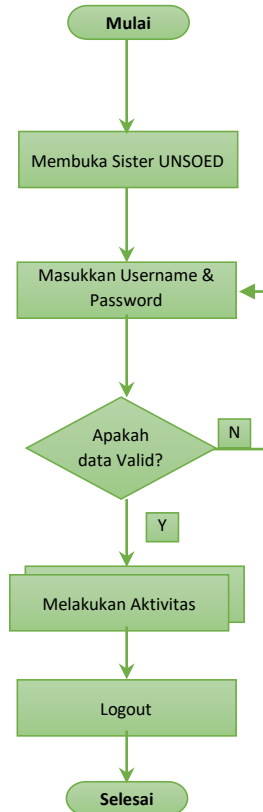 Mulai
Membuka Sister UNSOED
Masukkan Username &
Password
Apakah
data Valid?
N
Y
Melakukan Aktivitas
Logout
Selesai